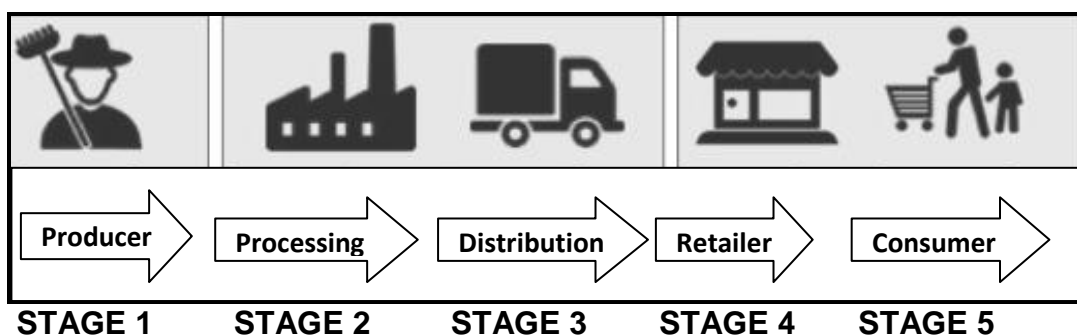 Producer
Processing
Distribution
Retailer
Consumer
STAGE 1
STAGE 2
STAGE 3
STAGE 4
STAGE 5